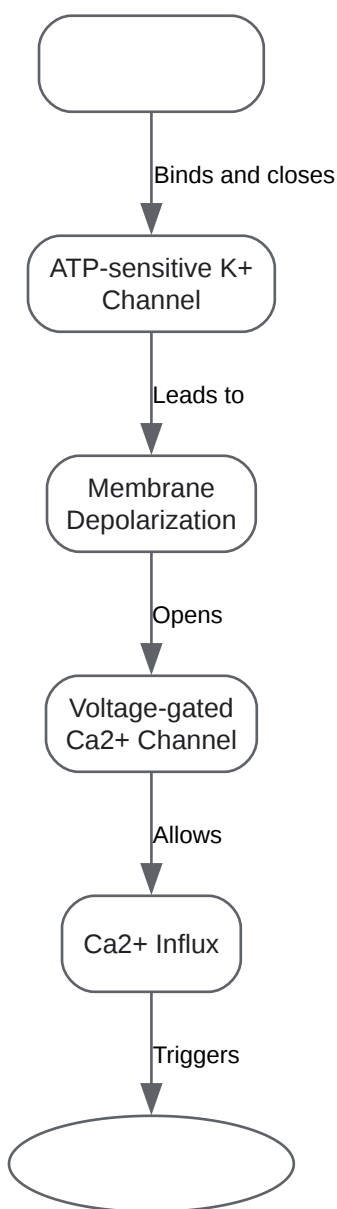 Binds and closes
ATP-sensitive K+
Channel
Leads to
Membrane
Depolarization
Opens
Voltage-gated
Ca2+ Channel
Allows
Ca2+ Influx
Triggers